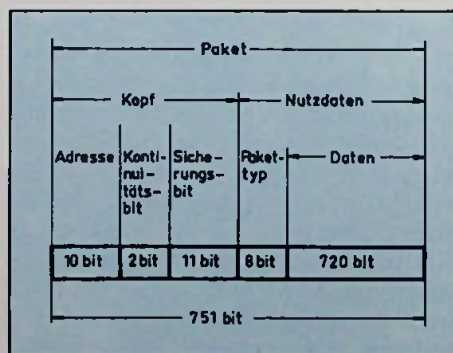 Paket
Kopf
Nutzdaten
Adresse
Konti-
nui-
täts-
bit
Siche-
rungs-
bit
Paket-
typ
Daten
10 bit
2 bit
11 bit
8 bit
720 bit
751 bit